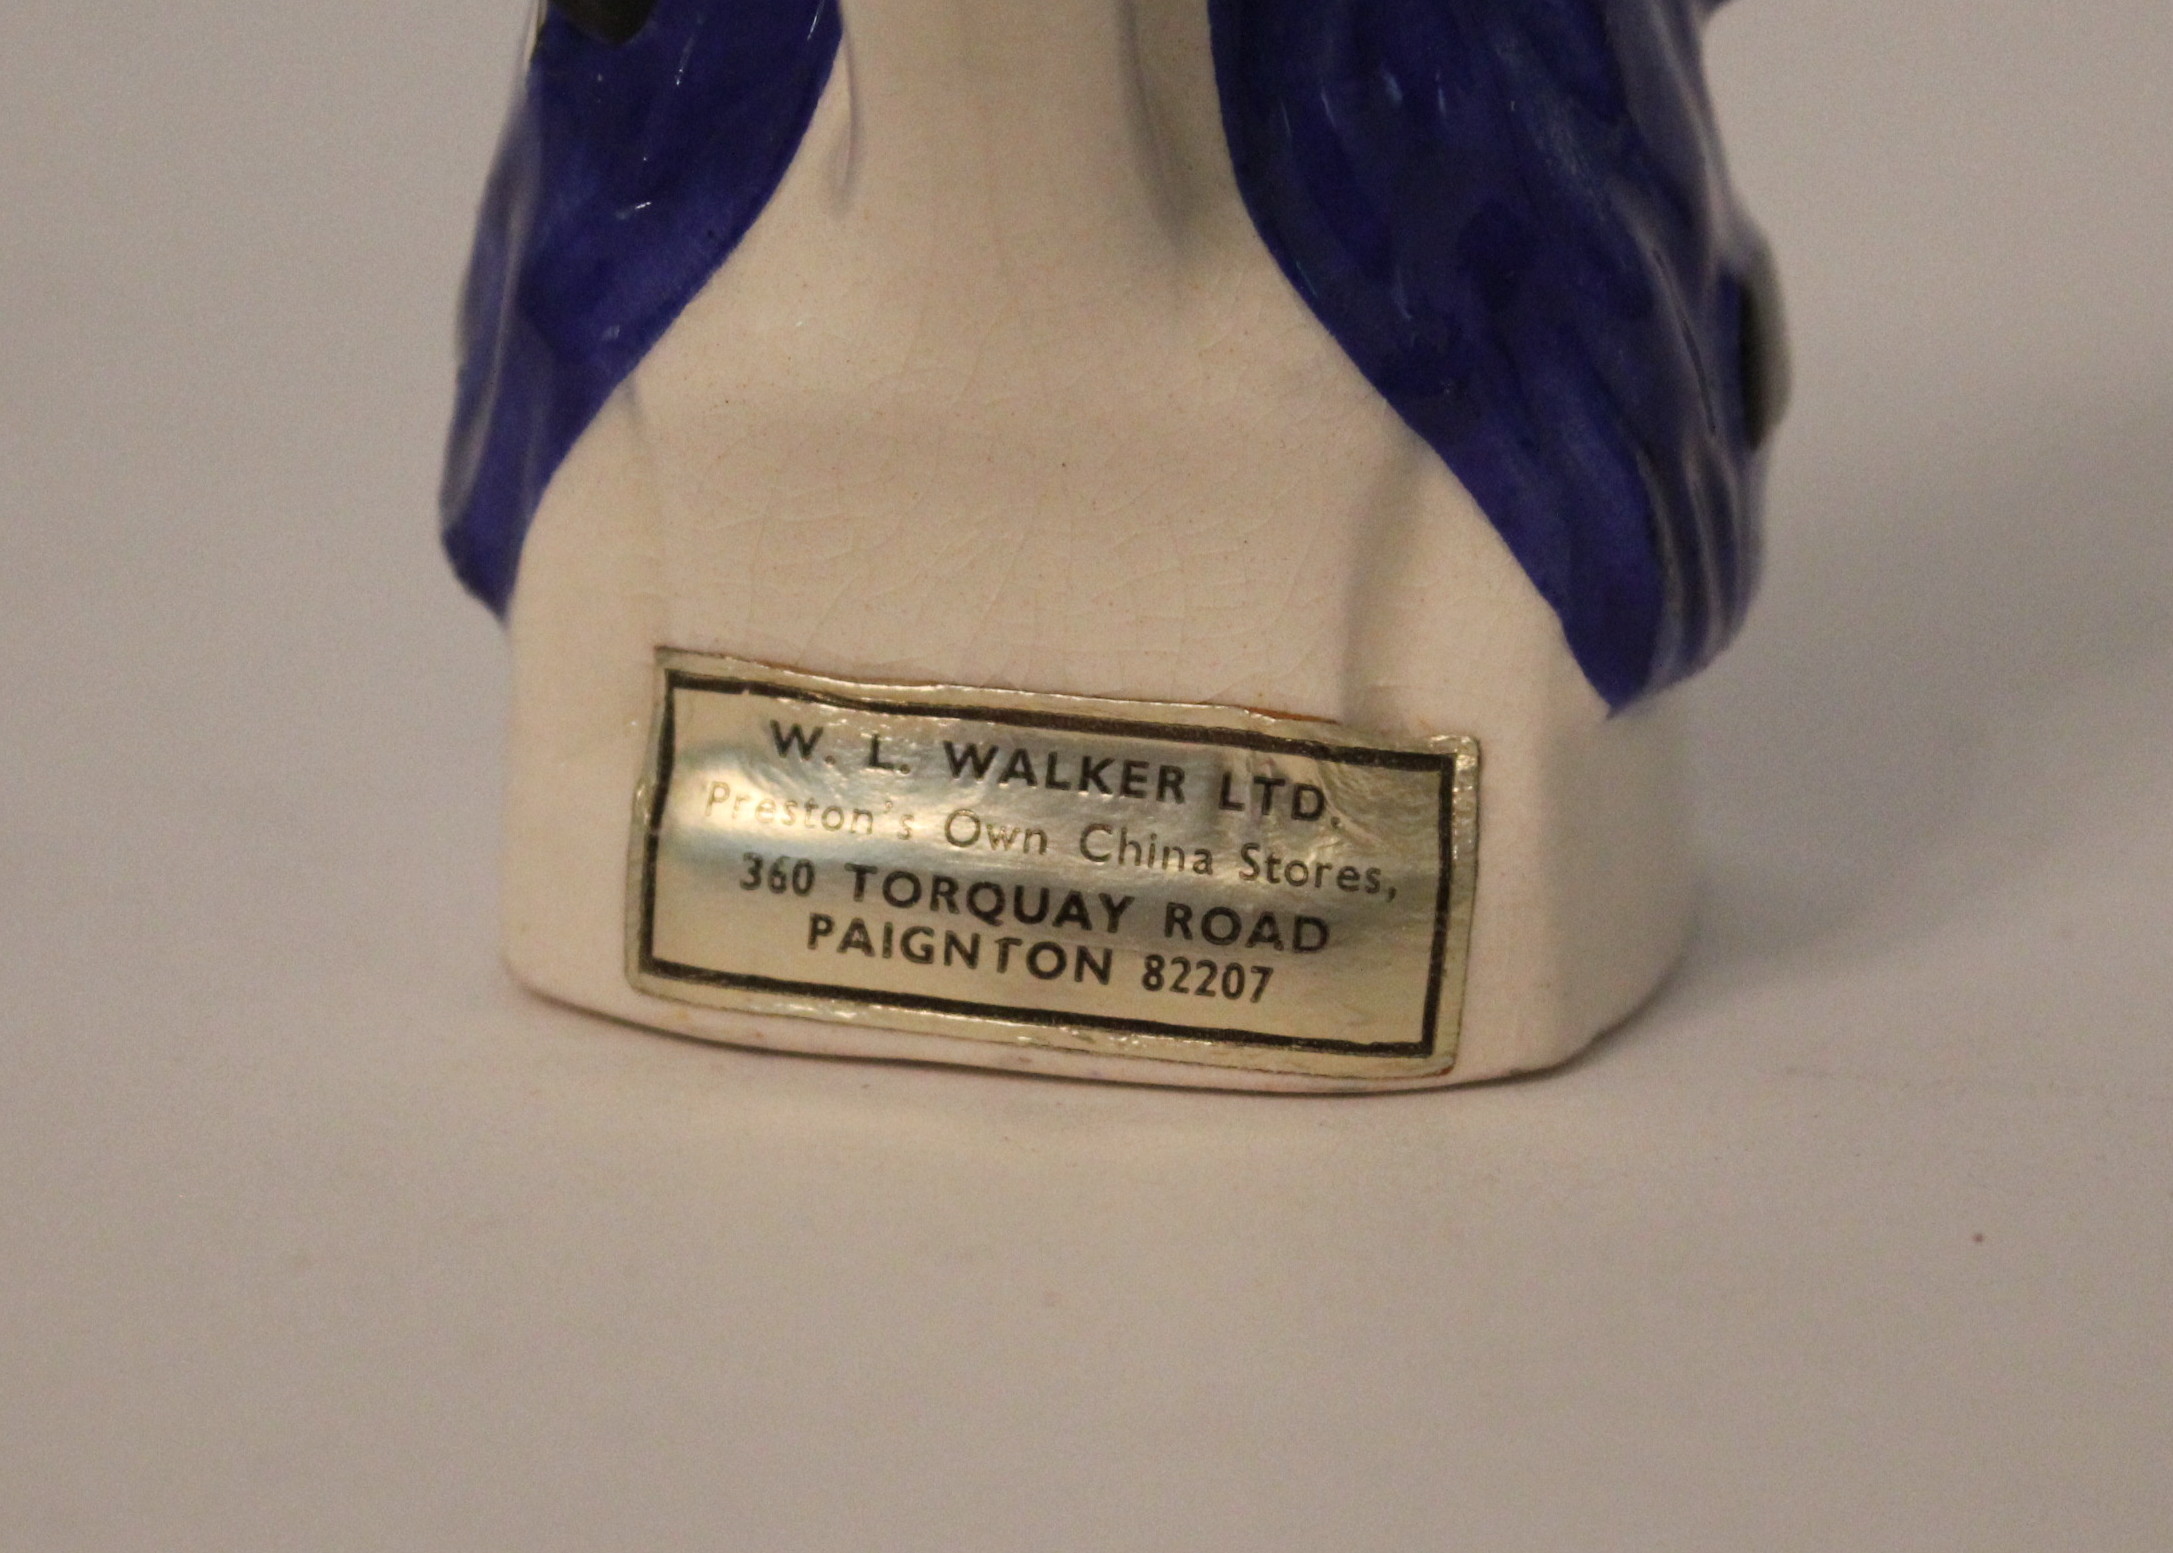 W. L. WALKER LTD.
Preston's Own China Stores,
360 TORQUAY ROAD
PAIGNTON 82207